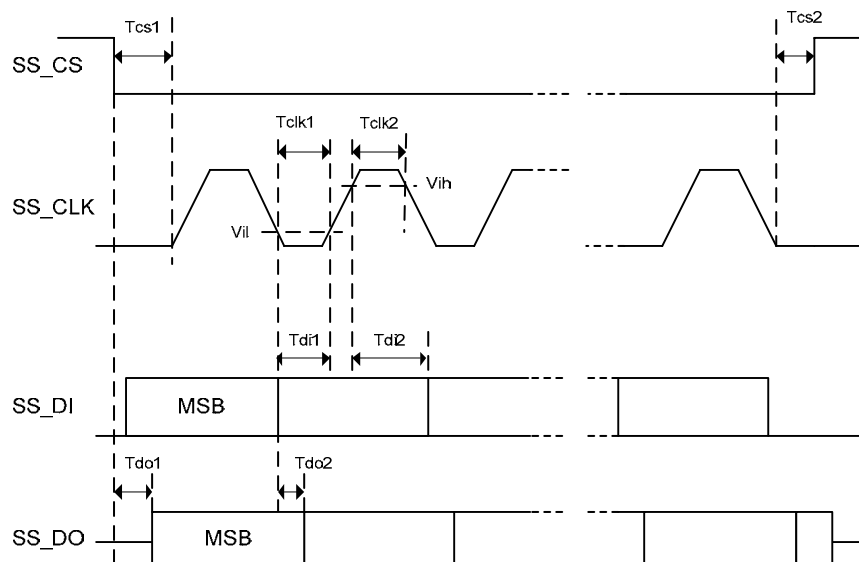 Tcs1
Tcs2
SS_CS
Tclk1
Tclk2
Vih
SS_CLK
Vil
Tdi1
Tdi2
SS_DI
MSB
Tdo1
Tdo2
SS_DO
MSB